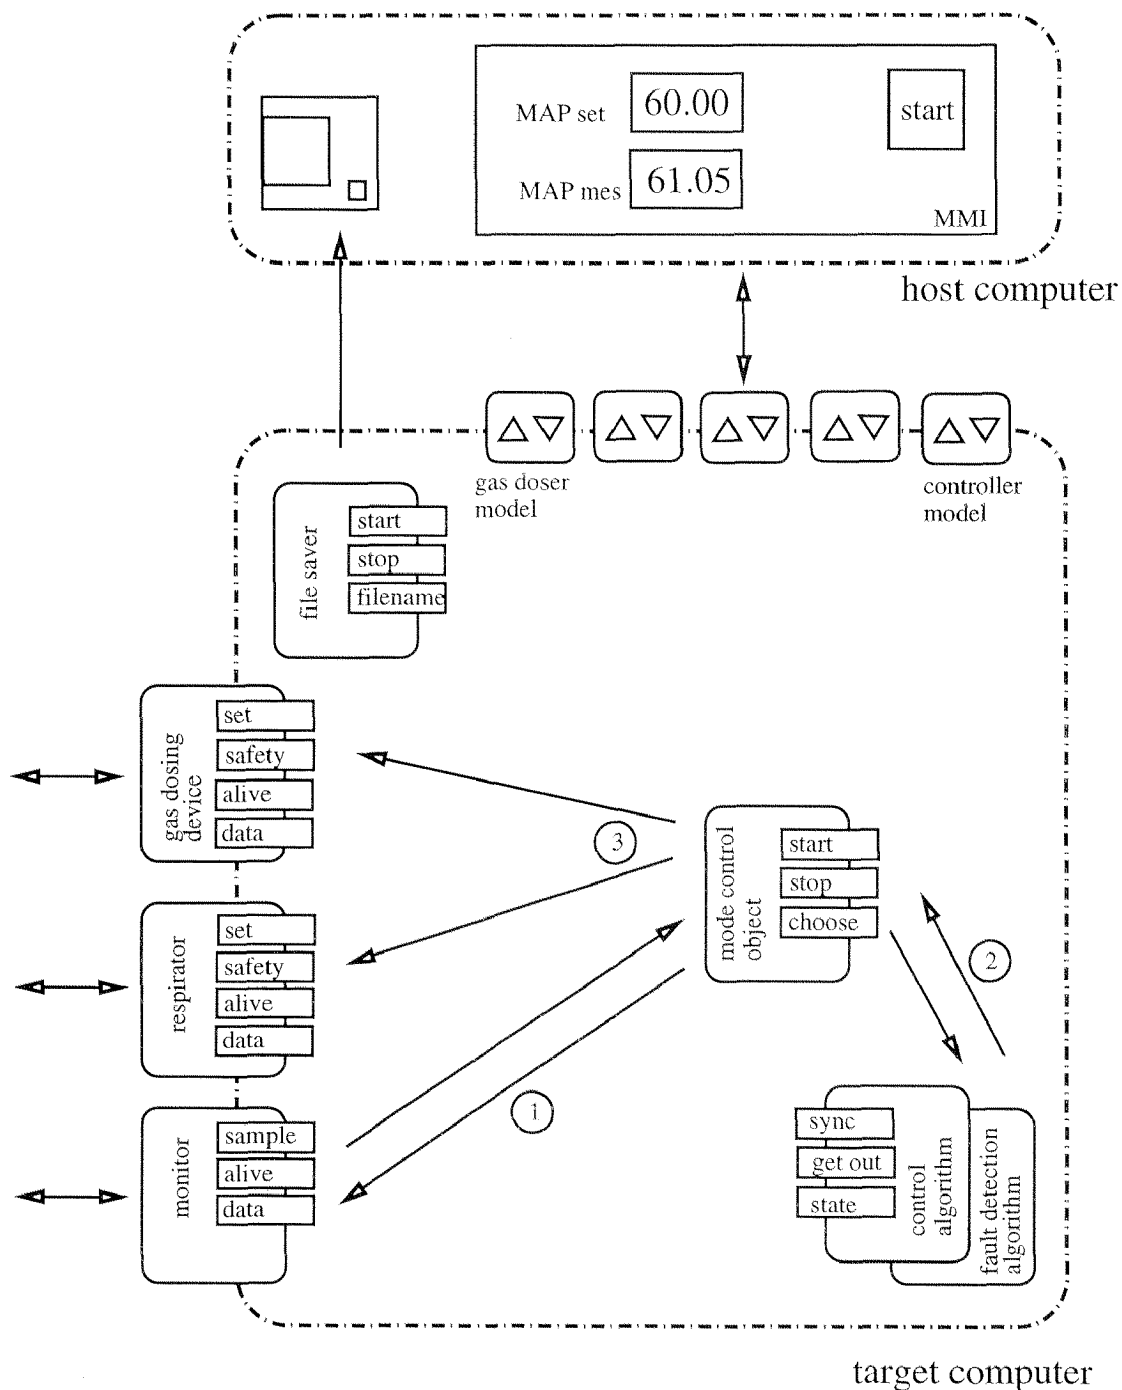 MAP set
60.00
start
MAP mes
61.05
MMI
host computer
gas doser
model
controller
model
file saver
start
stop
filename
gas dosing
device
set
safety
alive
data
3
mode control
object
start
stop
choose
respirator
set
safety
alive
data
2
1
monitor
sample
alive
data
sync
get out
state
control
algorithm
fault detection
algorithm
target computer